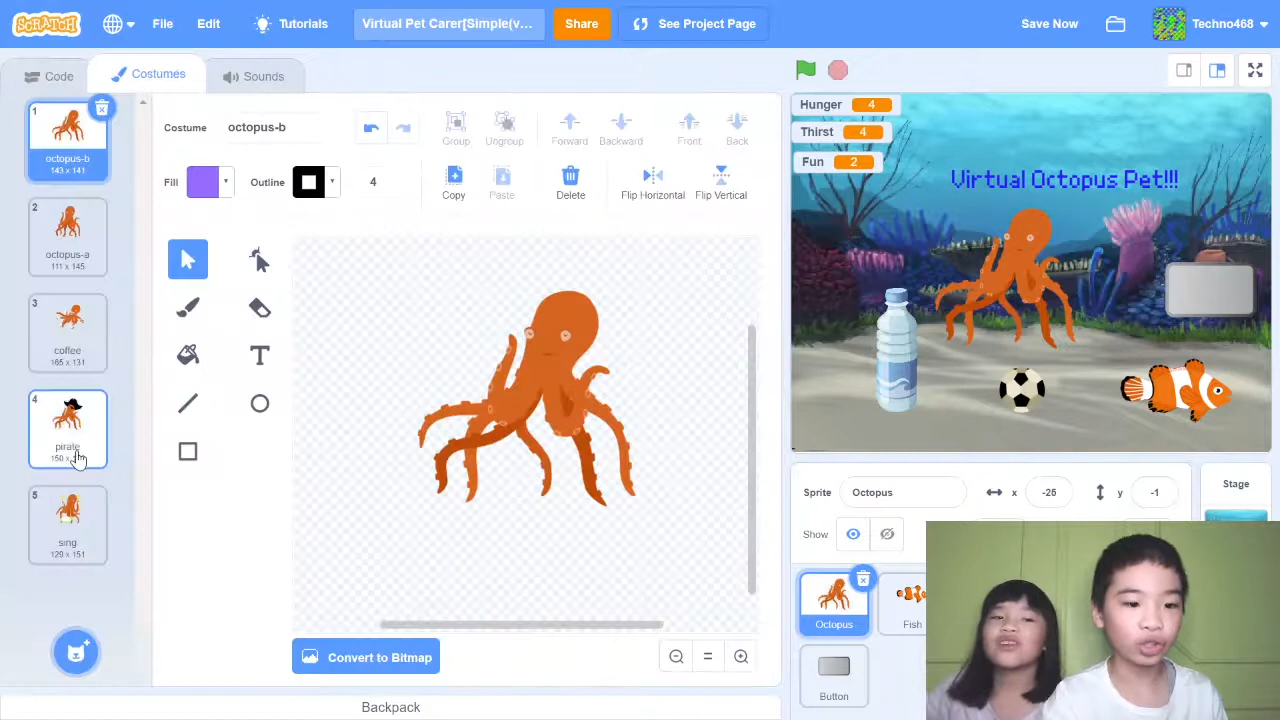 SCRATCH
File
Edit
Tutorials
Virtual Pet Carer[Simple(v...
Share
See Project Page
Save Now
Techno468
Code
Costumes
Sounds
1
octopus-b
143 x 141
2
octopus-a
111 x 145
3
coffee
165 x 131
4
pirate
150 x
5
sing
129 x 151
Costume
octopus-b
Group
Ungroup
Forward
Backward
Front
Back
Fill
Outline
4
Copy
Paste
Delete
Flip Horizontal
Flip Vertical
T
Convert to Bitmap
Backpack
Hunger 4
Thirst 4
Fun 2
Virtual Octopus Pet!!!
Sprite
Octopus
x
-26
y
-1
Show
Stage
Octopus
Fish
Button